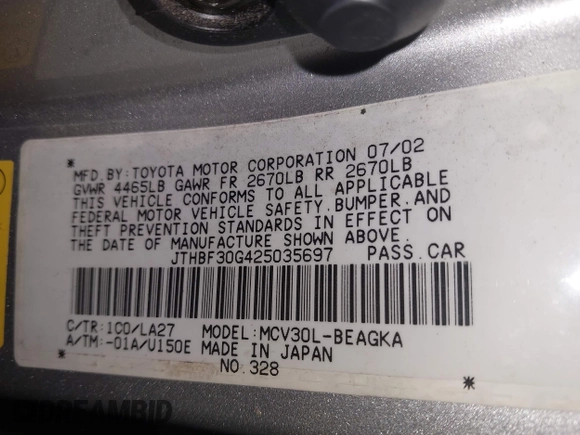 MFD.BY:TOYOTA MOTOR CORPORATION 07/02
GVWR 4465LB GAWR FR 2670LB RR 2670LB
THIS VEHICLE CONFORMS TO ALL APPLICABLE
FEDERAL MOTOR VEHICLE SAFETY,BUMPER,AND
THEFT PREVENTION STANDARDS IN EFFECT ON
THE DATE OF MANUFACTURE SHOWN ABOVE.
JTHBF30G425035697 PASS.CAR
C/TR:1C0/LA27 MODEL:MCV30L-BEAGKA
A/TM:-01A/U150E MADE IN JAPAN
NO.328